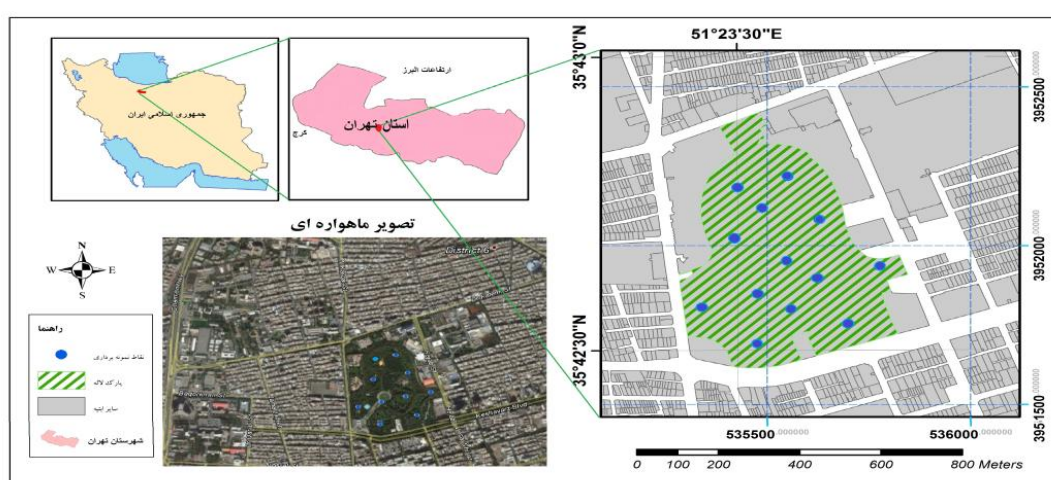 جمهوری اسلامی ایران
ارتفاعات البرز
استان تهران
کرج
تصویر ماهواره ای
N
W E
S
راهنما
نقاط نمونه برداری
پارک لاله
سایر ابنیه
شهرستان تهران
District 6
51°23'30"E
35°43'0"N
35°42'30"N
3952500
3952000
3951500
535500.000000
536000.000000
0 100 200 400 600 800 Meters